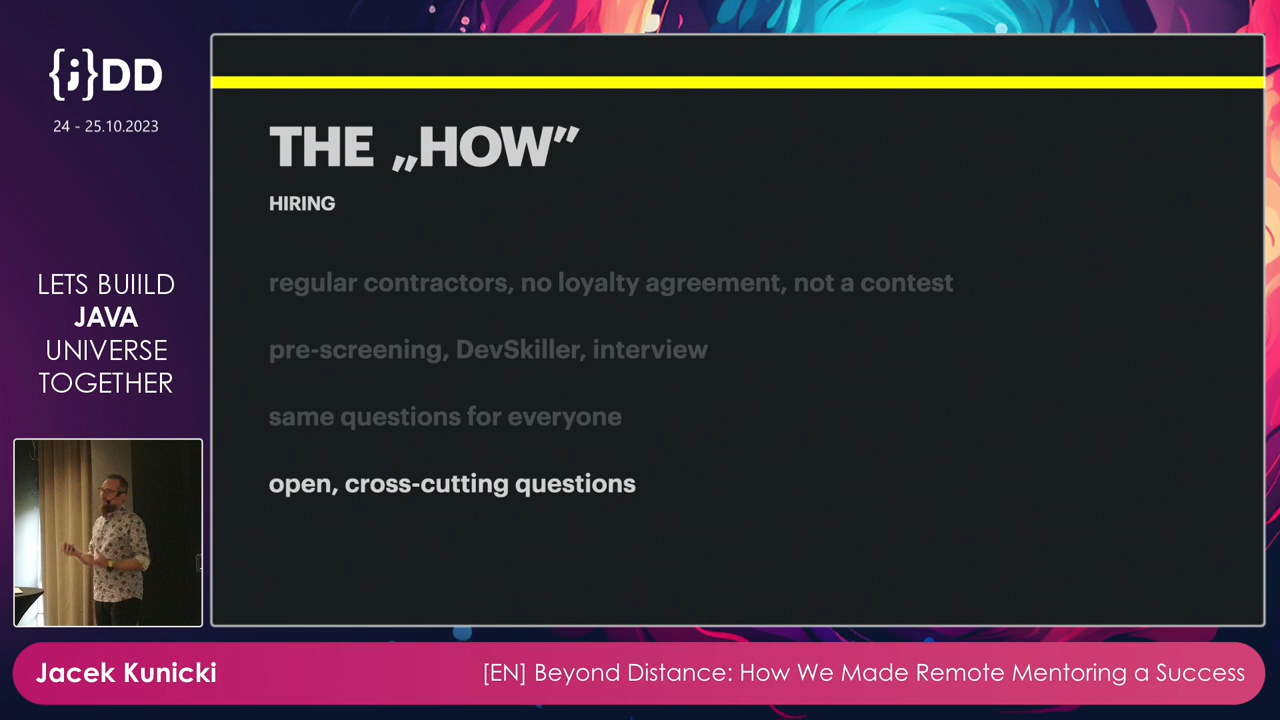 {j}DD
24 - 25.10.2023
LETS BUIILD
JAVA
UNIVERSE
TOGETHER
THE „HOW”
HIRING
regular contractors, no loyalty agreement, not a contest
pre-screening, DevSkiller, interview
same questions for everyone
open, cross-cutting questions
Jacek Kunicki
[EN] Beyond Distance: How We Made Remote Mentoring a Success